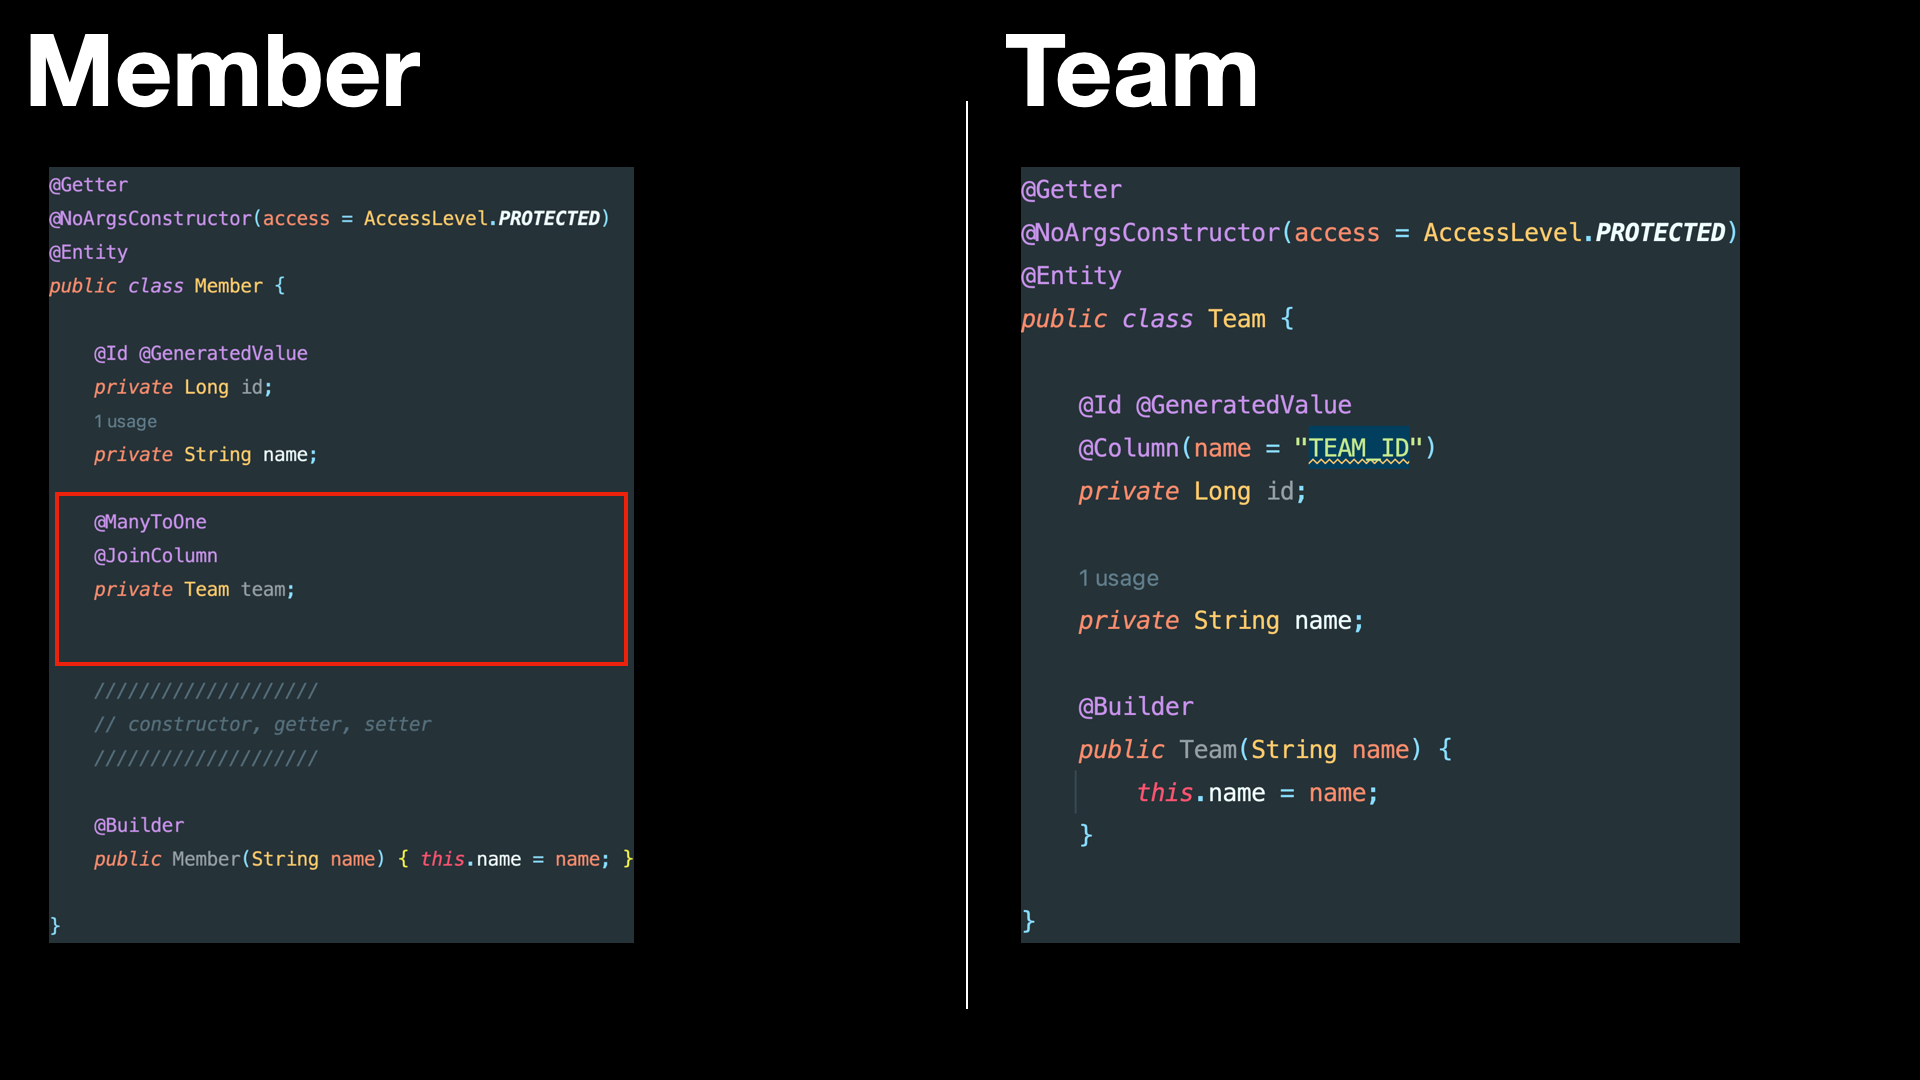 Member
@Getter
@NoArgsConstructor(access = AccessLevel.PROTECTED)
@Entity
public class Member {
@Id @GeneratedValue
private Long id;
1 usage
private String name;
@ManyToOne
@JoinColumn
private Team team;
////////////////////
// constructor, getter, setter
////////////////////
@Builder
public Member(String name) { this.name = name; }
}
Team
@Getter
@NoArgsConstructor(access = AccessLevel.PROTECTED)
@Entity
public class Team {
@Id @GeneratedValue
@Column(name = "TEAM_ID")
private Long id;
1 usage
private String name;
@Builder
public Team(String name) {
this.name = name;
}
}